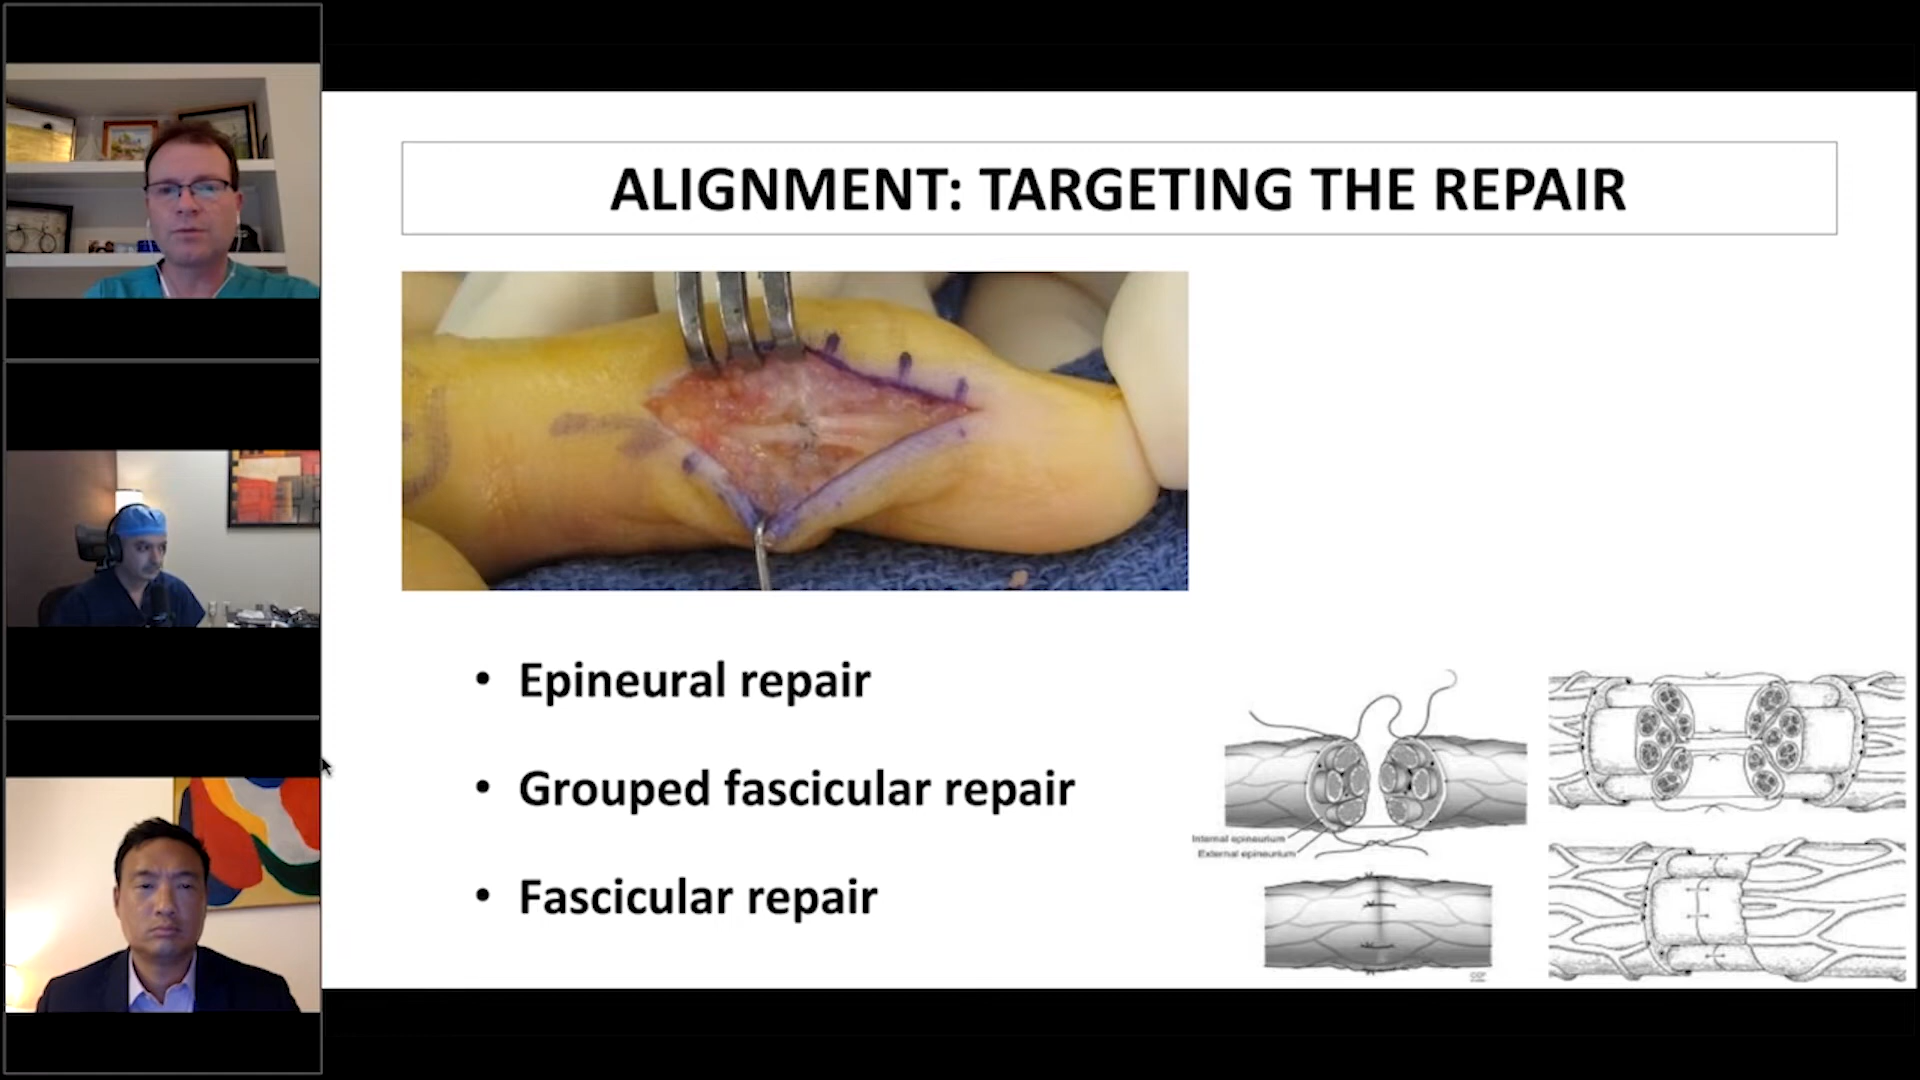 ALIGNMENT: TARGETING THE REPAIR
• Epineural repair
• Grouped fascicular repair
• Fascicular repair
Internal epineurium
External epineurium